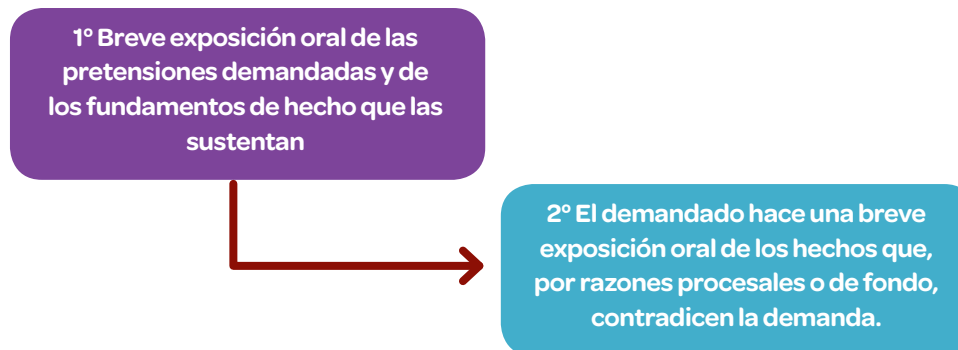 1º Breve exposición oral de las
pretensiones demandadas y de
los fundamentos de hecho que las
sustentan
2º El demandado hace una breve
exposición oral de los hechos que,
por razones procesales o de fondo,
contradicen la demanda.